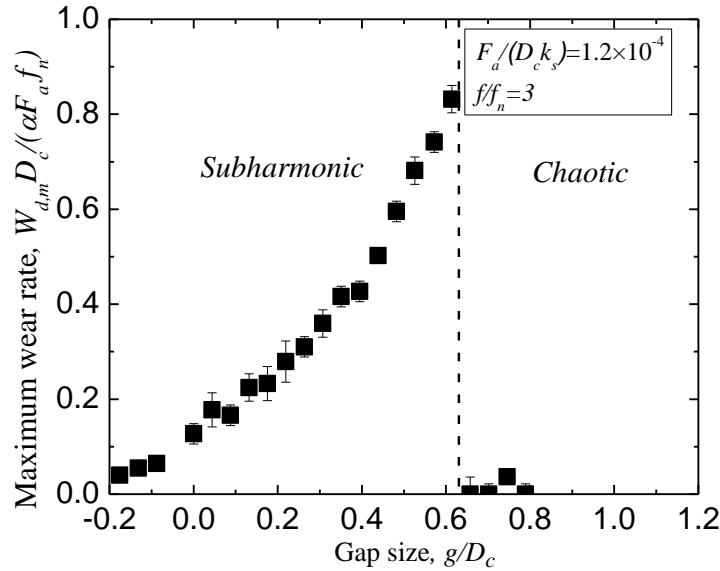 Maximum wear rate, W_{d,m}D_c/(αF_a f_n)
1.0
0.8
0.6
0.4
0.2
0.0
F_a/(D_c k_s)=1.2×10^{-4}
f/f_n=3
Subharmonic
Chaotic
-0.2 0.0 0.2 0.4 0.6 0.8 1.0 1.2
Gap size, g/D_c